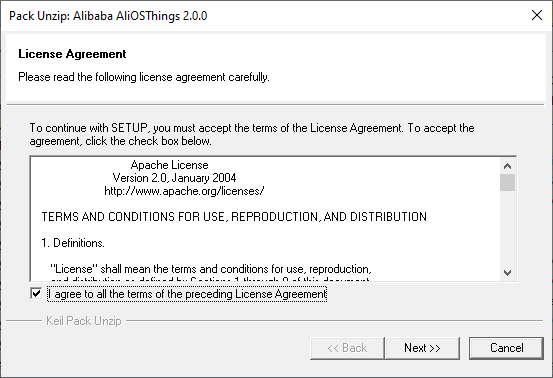 Pack Unzip: Alibaba AliOSThings 2.0.0
License Agreement
Please read the following license agreement carefully.
To continue with SETUP, you must accept the terms of the License Agreement. To accept the
agreement, click the check box below.
Apache License
Version 2.0, January 2004
http://www.apache.org/licenses/
TERMS AND CONDITIONS FOR USE, REPRODUCTION, AND DISTRIBUTION
1. Definitions.
"License" shall mean the terms and conditions for use, reproduction,
and distribution as defined by Sections 1 through 9 of this document.
I agree to all the terms of the preceding License Agreement
Keil Pack Unzip
<< Back
Next >>
Cancel